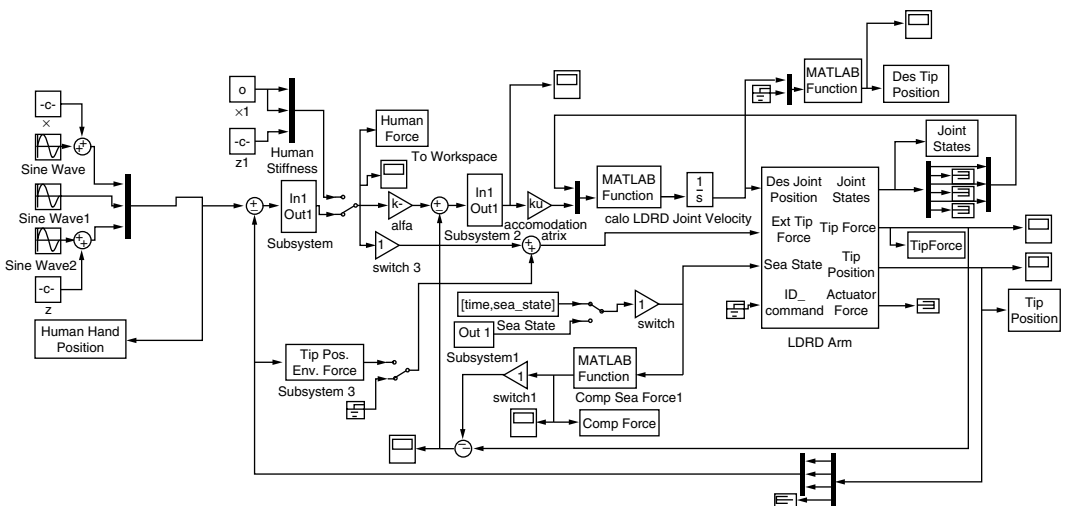 -c-
×
Sine Wave
Sine Wave1
Sine Wave2
-c-
z
Human Hand
Position
o
×1
-c-
z1
Human
Stiffness
In1
Out1
Subsystem
Human
Force
To Workspace
k-
alfa
1
switch 3
In1
Out1
Subsystem 2
ku
accomodation
atrix
MATLAB
Function
calo LDRD Joint Velocity
1
s
MATLAB
Function
Des Tip
Position
Joint
States
Des Joint
Position
Joint
States
Ext Tip
Force
Tip Force
Sea State
Tip
Position
ID_
command
Actuator
Force
LDRD Arm
TipForce
Tip
Position
[time,sea_state]
Sea State
Out 1
Subsystem1
1
switch
Tip Pos.
Env. Force
Subsystem 3
1
switch1
MATLAB
Function
Comp Sea Force1
Comp Force